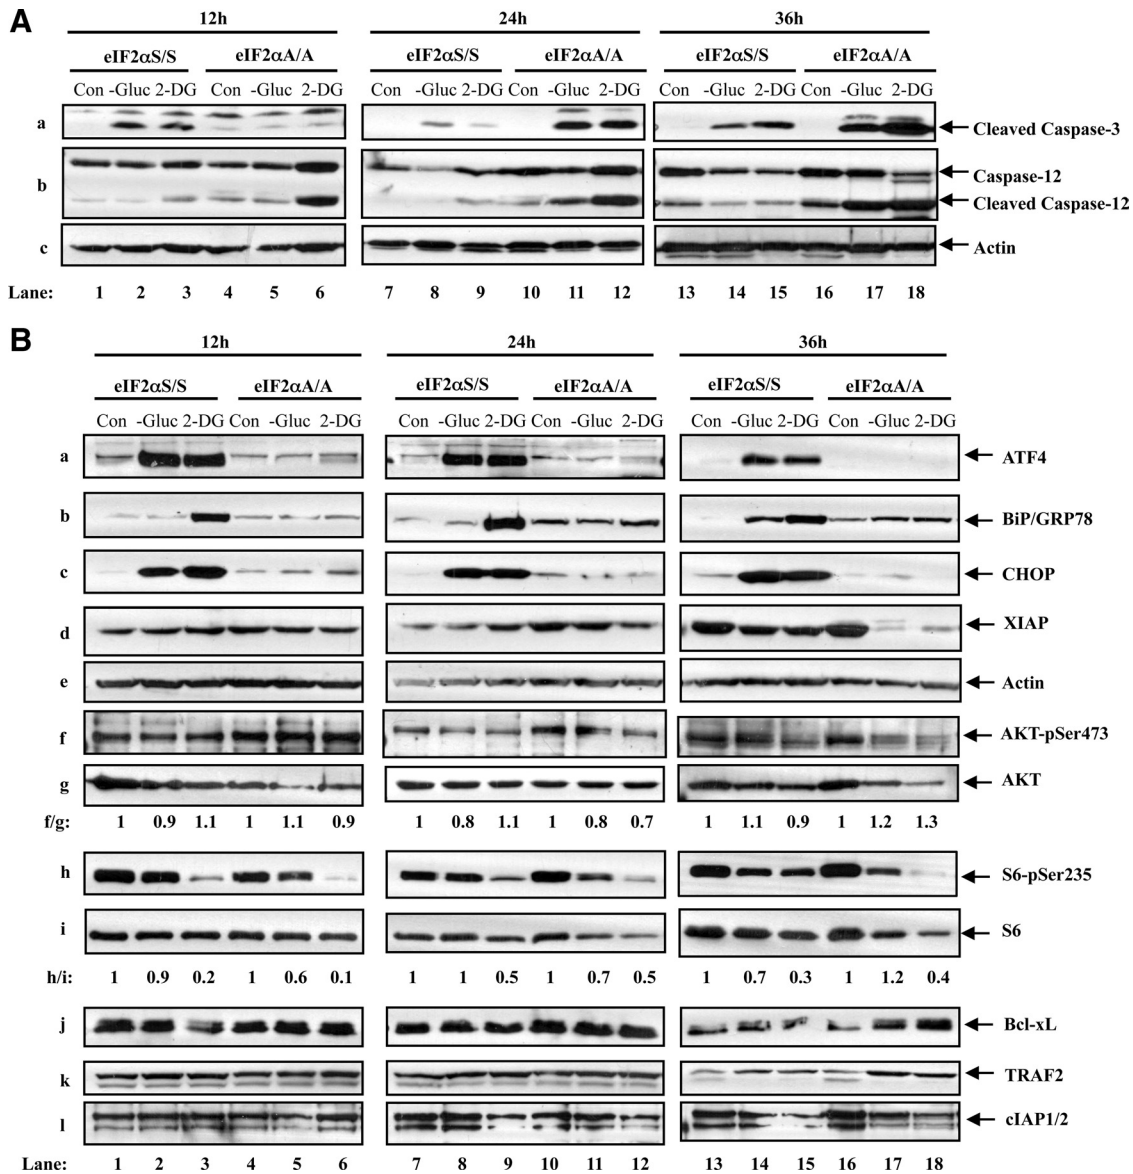 A
12h 24h 36h
eIF2αS/S eIF2αA/A eIF2αS/S eIF2αA/A eIF2αS/S eIF2αA/A
Con -Gluc 2-DG Con -Gluc 2-DG Con -Gluc 2-DG Con -Gluc 2-DG Con -Gluc 2-DG Con -Gluc 2-DG
a Cleaved Caspase-3
b Caspase-12
Cleaved Caspase-12
c Actin
Lane: 1 2 3 4 5 6 7 8 9 10 11 12 13 14 15 16 17 18
B
12h 24h 36h
eIF2αS/S eIF2αA/A eIF2αS/S eIF2αA/A eIF2αS/S eIF2αA/A
Con -Gluc 2-DG Con -Gluc 2-DG Con -Gluc 2-DG Con -Gluc 2-DG Con -Gluc 2-DG Con -Gluc 2-DG
a ATF4
b BiP/GRP78
c CHOP
d XIAP
e Actin
f AKT-pSer473
g AKT
f/g: 1 0.9 1.1 1 1.1 0.9 1 0.8 1.1 1 0.8 0.7 1 1.1 0.9 1 1.2 1.3
h S6-pSer235
i S6
h/i: 1 0.9 0.2 1 0.6 0.1 1 1 0.5 1 0.7 0.5 1 0.7 0.3 1 1.2 0.4
j Bcl-xL
k TRAF2
l cIAP1/2
Lane: 1 2 3 4 5 6 7 8 9 10 11 12 13 14 15 16 17 18